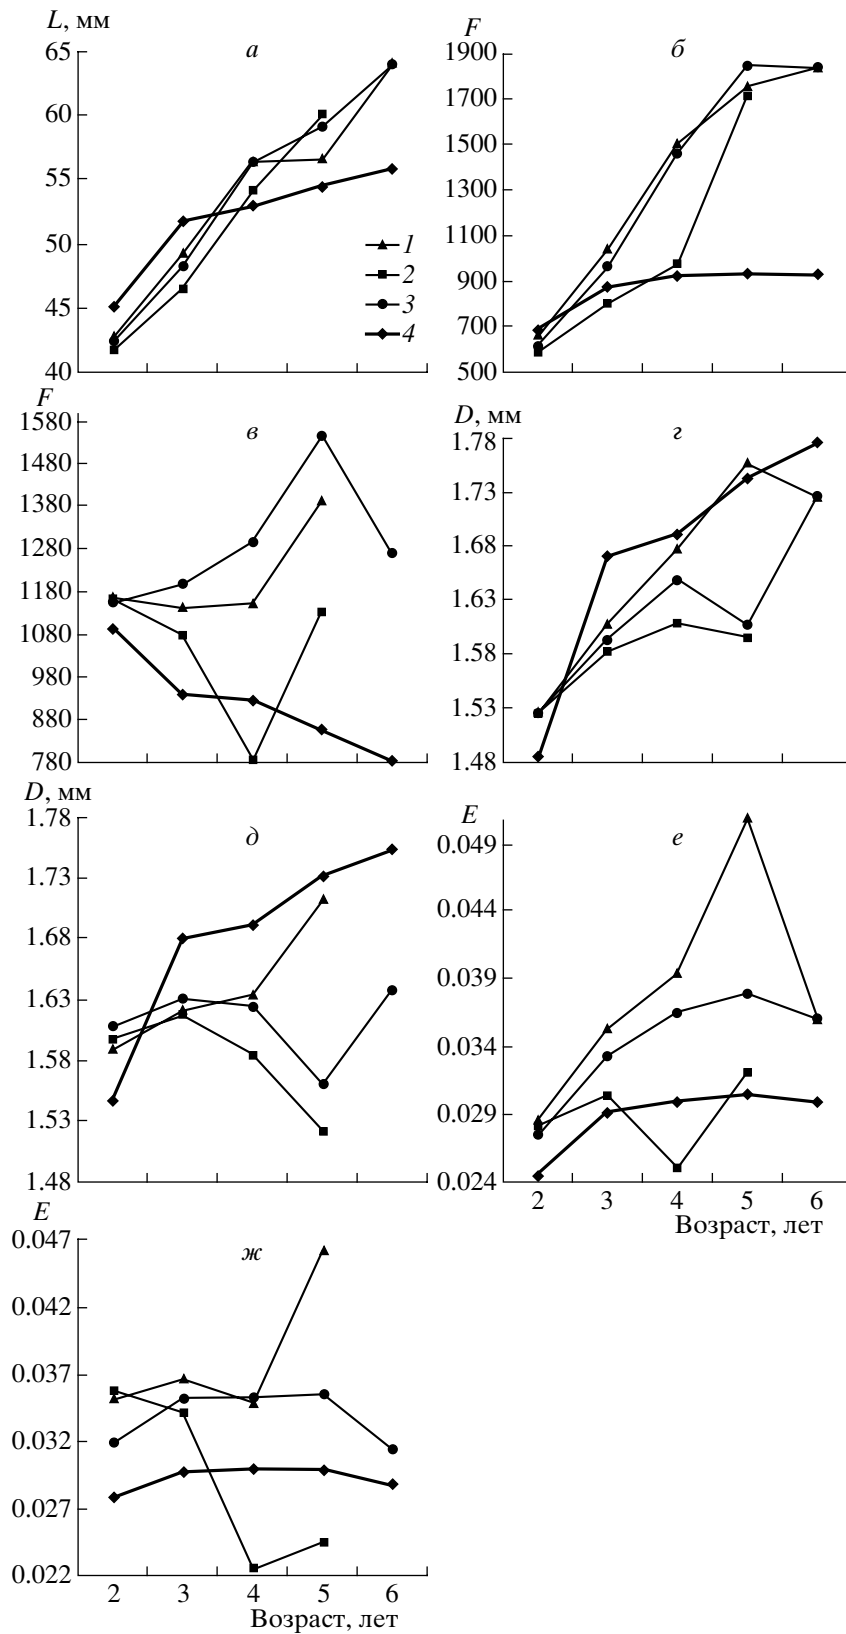 L, мм
а
65
60
55
50
45
40
1
2
3
4
F
б
1900
1700
1500
1300
1100
900
700
500
F
в
1580
1480
1380
1280
1180
1080
980
880
780
D, мм
г
1.78
1.73
1.68
1.63
1.58
1.53
1.48
D, мм
д
1.78
1.73
1.68
1.63
1.58
1.53
1.48
E
е
0.049
0.044
0.039
0.034
0.029
0.024
2 3 4 5 6
Возраст, лет
E
ж
0.047
0.042
0.037
0.032
0.027
0.022
2 3 4 5 6
Возраст, лет